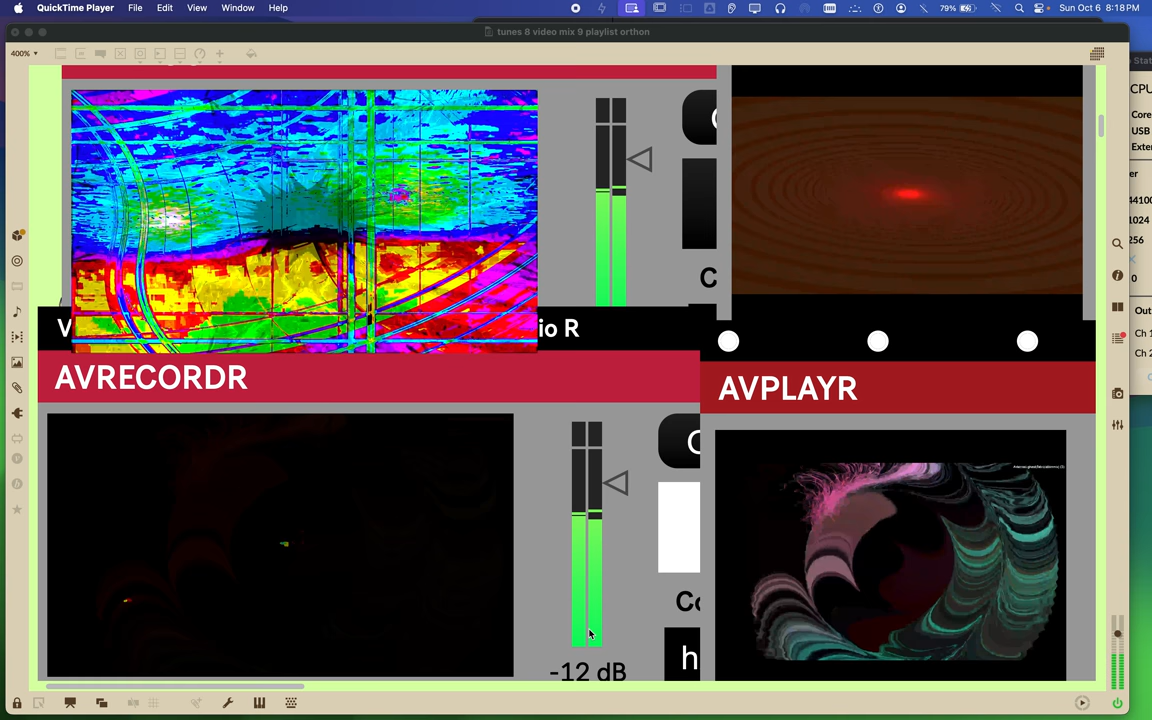 QuickTime Player File Edit View Window Help
79% Sun Oct 6 8:18 PM
tunes 8 video mix 9 playlist orthon
400%
Stat
CPU
Core
USB
Exter
er
44100
1024
256
0
Out
Ch 1
Ch 2
C
V
io R
AVRECORDR
AVPLAYR
C
Co
-12 dB
h